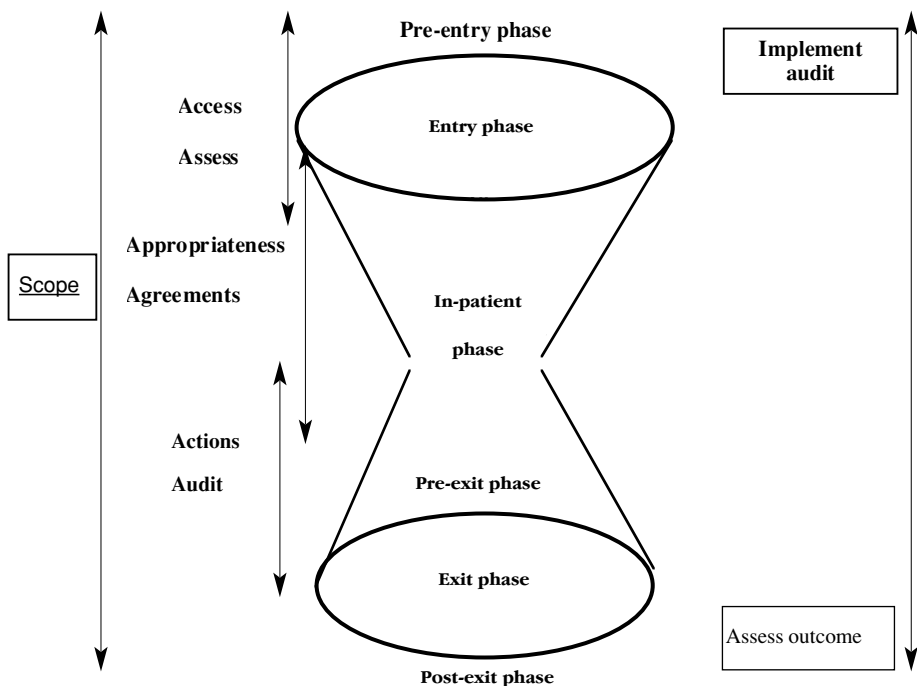 Pre-entry phase
Implement
audit
Access
Entry phase
Assess
Appropriateness
Scope
Agreements
In-patient
phase
Actions
Audit
Pre-exit phase
Exit phase
Assess outcome
Post-exit phase